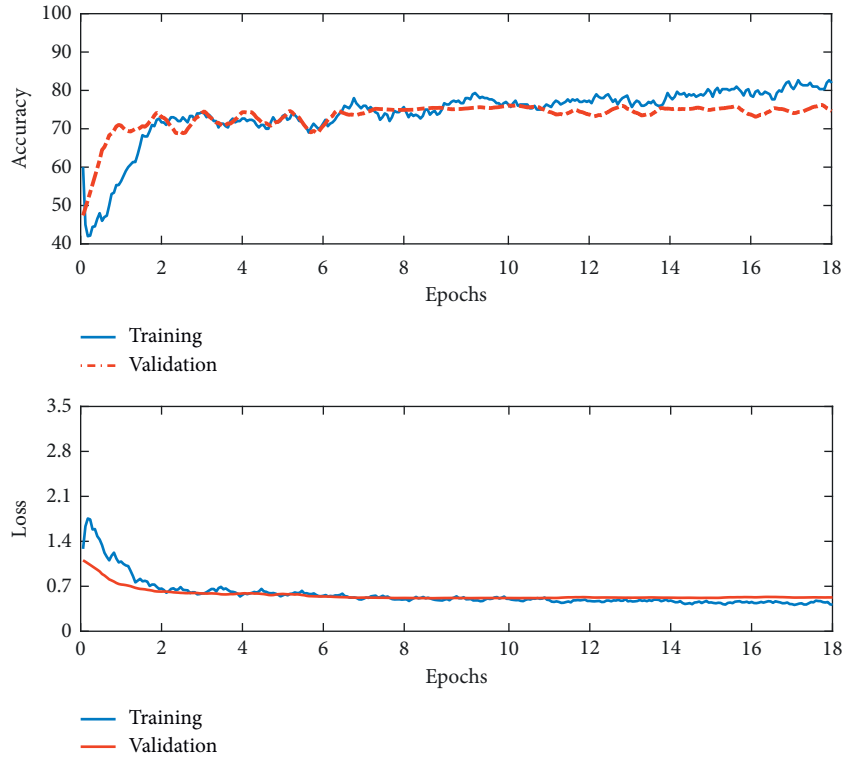 100
90
80
70
60
50
40
Accuracy
0 2 4 6 8 10 12 14 16 18
Epochs
Training
Validation
3.5
2.8
2.1
1.4
0.7
0
Loss
0 2 4 6 8 10 12 14 16 18
Epochs
Training
Validation